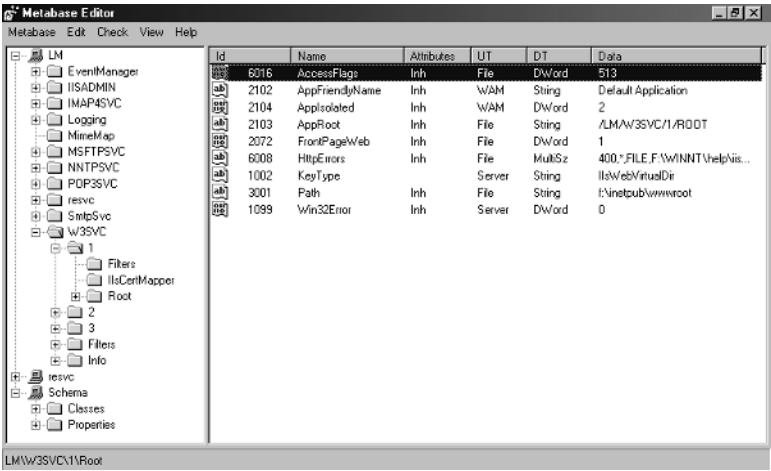 Metabase Editor
Metabase Edit Check View Help
LM
EventManager
IISADMIN
IMAP4SVC
Logging
MimeMap
MSFTPSVC
NNTPSVC
POP3SVC
resvc
SmtpSvc
W3SVC
1
Filters
IIsCertMapper
Root
2
3
Filters
Info
resvc
Schema
Classes
Properties
Id Name Attributes UT DT Data
6016 AccessFlags Inh File DWord 513
2102 AppFriendlyName Inh WAM String Default Application
2104 AppIsolated Inh WAM DWord 2
2103 AppRoot Inh File String /LM/W3SVC/1/ROOT
2072 FrontPageWeb Inh File DWord 1
6008 HttpErrors Inh File MultiSz 400,*,FILE,F:\WINNT\help\iis...
1002 KeyType Server String IIsWebVirtualDir
3001 Path Inh File String f:\inetpub\wwwroot
1099 Win32Error Inh Server DWord 0
LM\W3SVC\1\Root